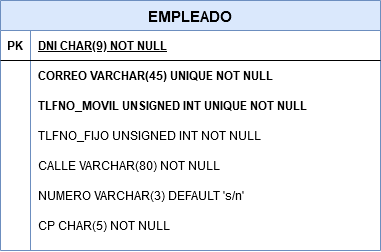 EMPLEADO
PK DNI CHAR(9) NOT NULL
CORREO VARCHAR(45) UNIQUE NOT NULL
TLFNO_MOVIL UNSIGNED INT UNIQUE NOT NULL
TLFNO_FIJO UNSIGNED INT NOT NULL
CALLE VARCHAR(80) NOT NULL
NUMERO VARCHAR(3) DEFAULT 's/n'
CP CHAR(5) NOT NULL